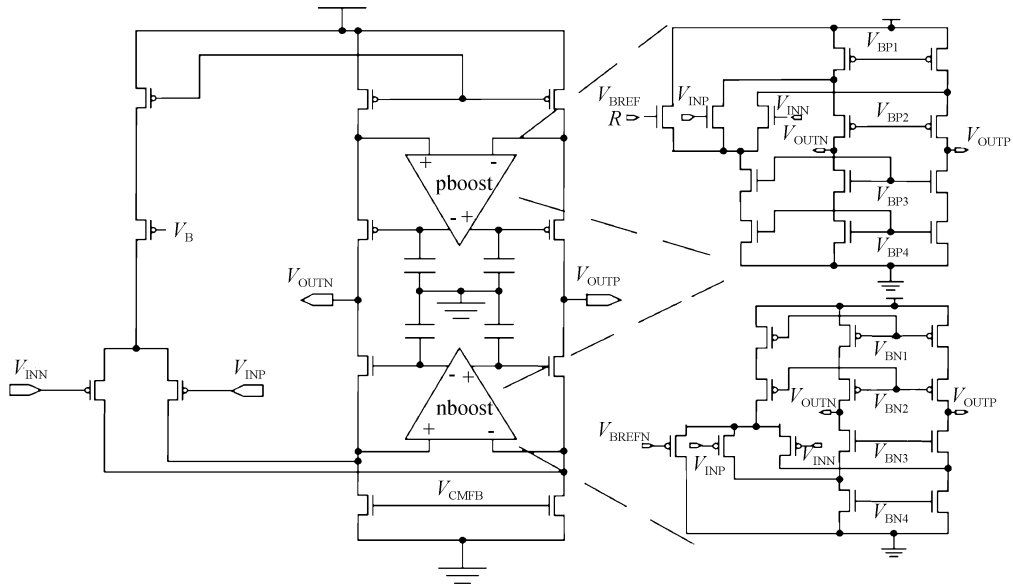 V_BP1
V_BREF
V_INP
V_INN
R
V_BP2
V_OUTN
V_OUTP
+ -
pboost
- +
V_BP3
V_B
V_BP4
V_OUTN
V_OUTP
V_BN1
V_INN
V_INP
- +
nboost
+ -
V_OUTN
V_BN2
V_OUTP
V_BREFN
V_INP
V_INN
V_BN3
V_CMFB
V_BN4